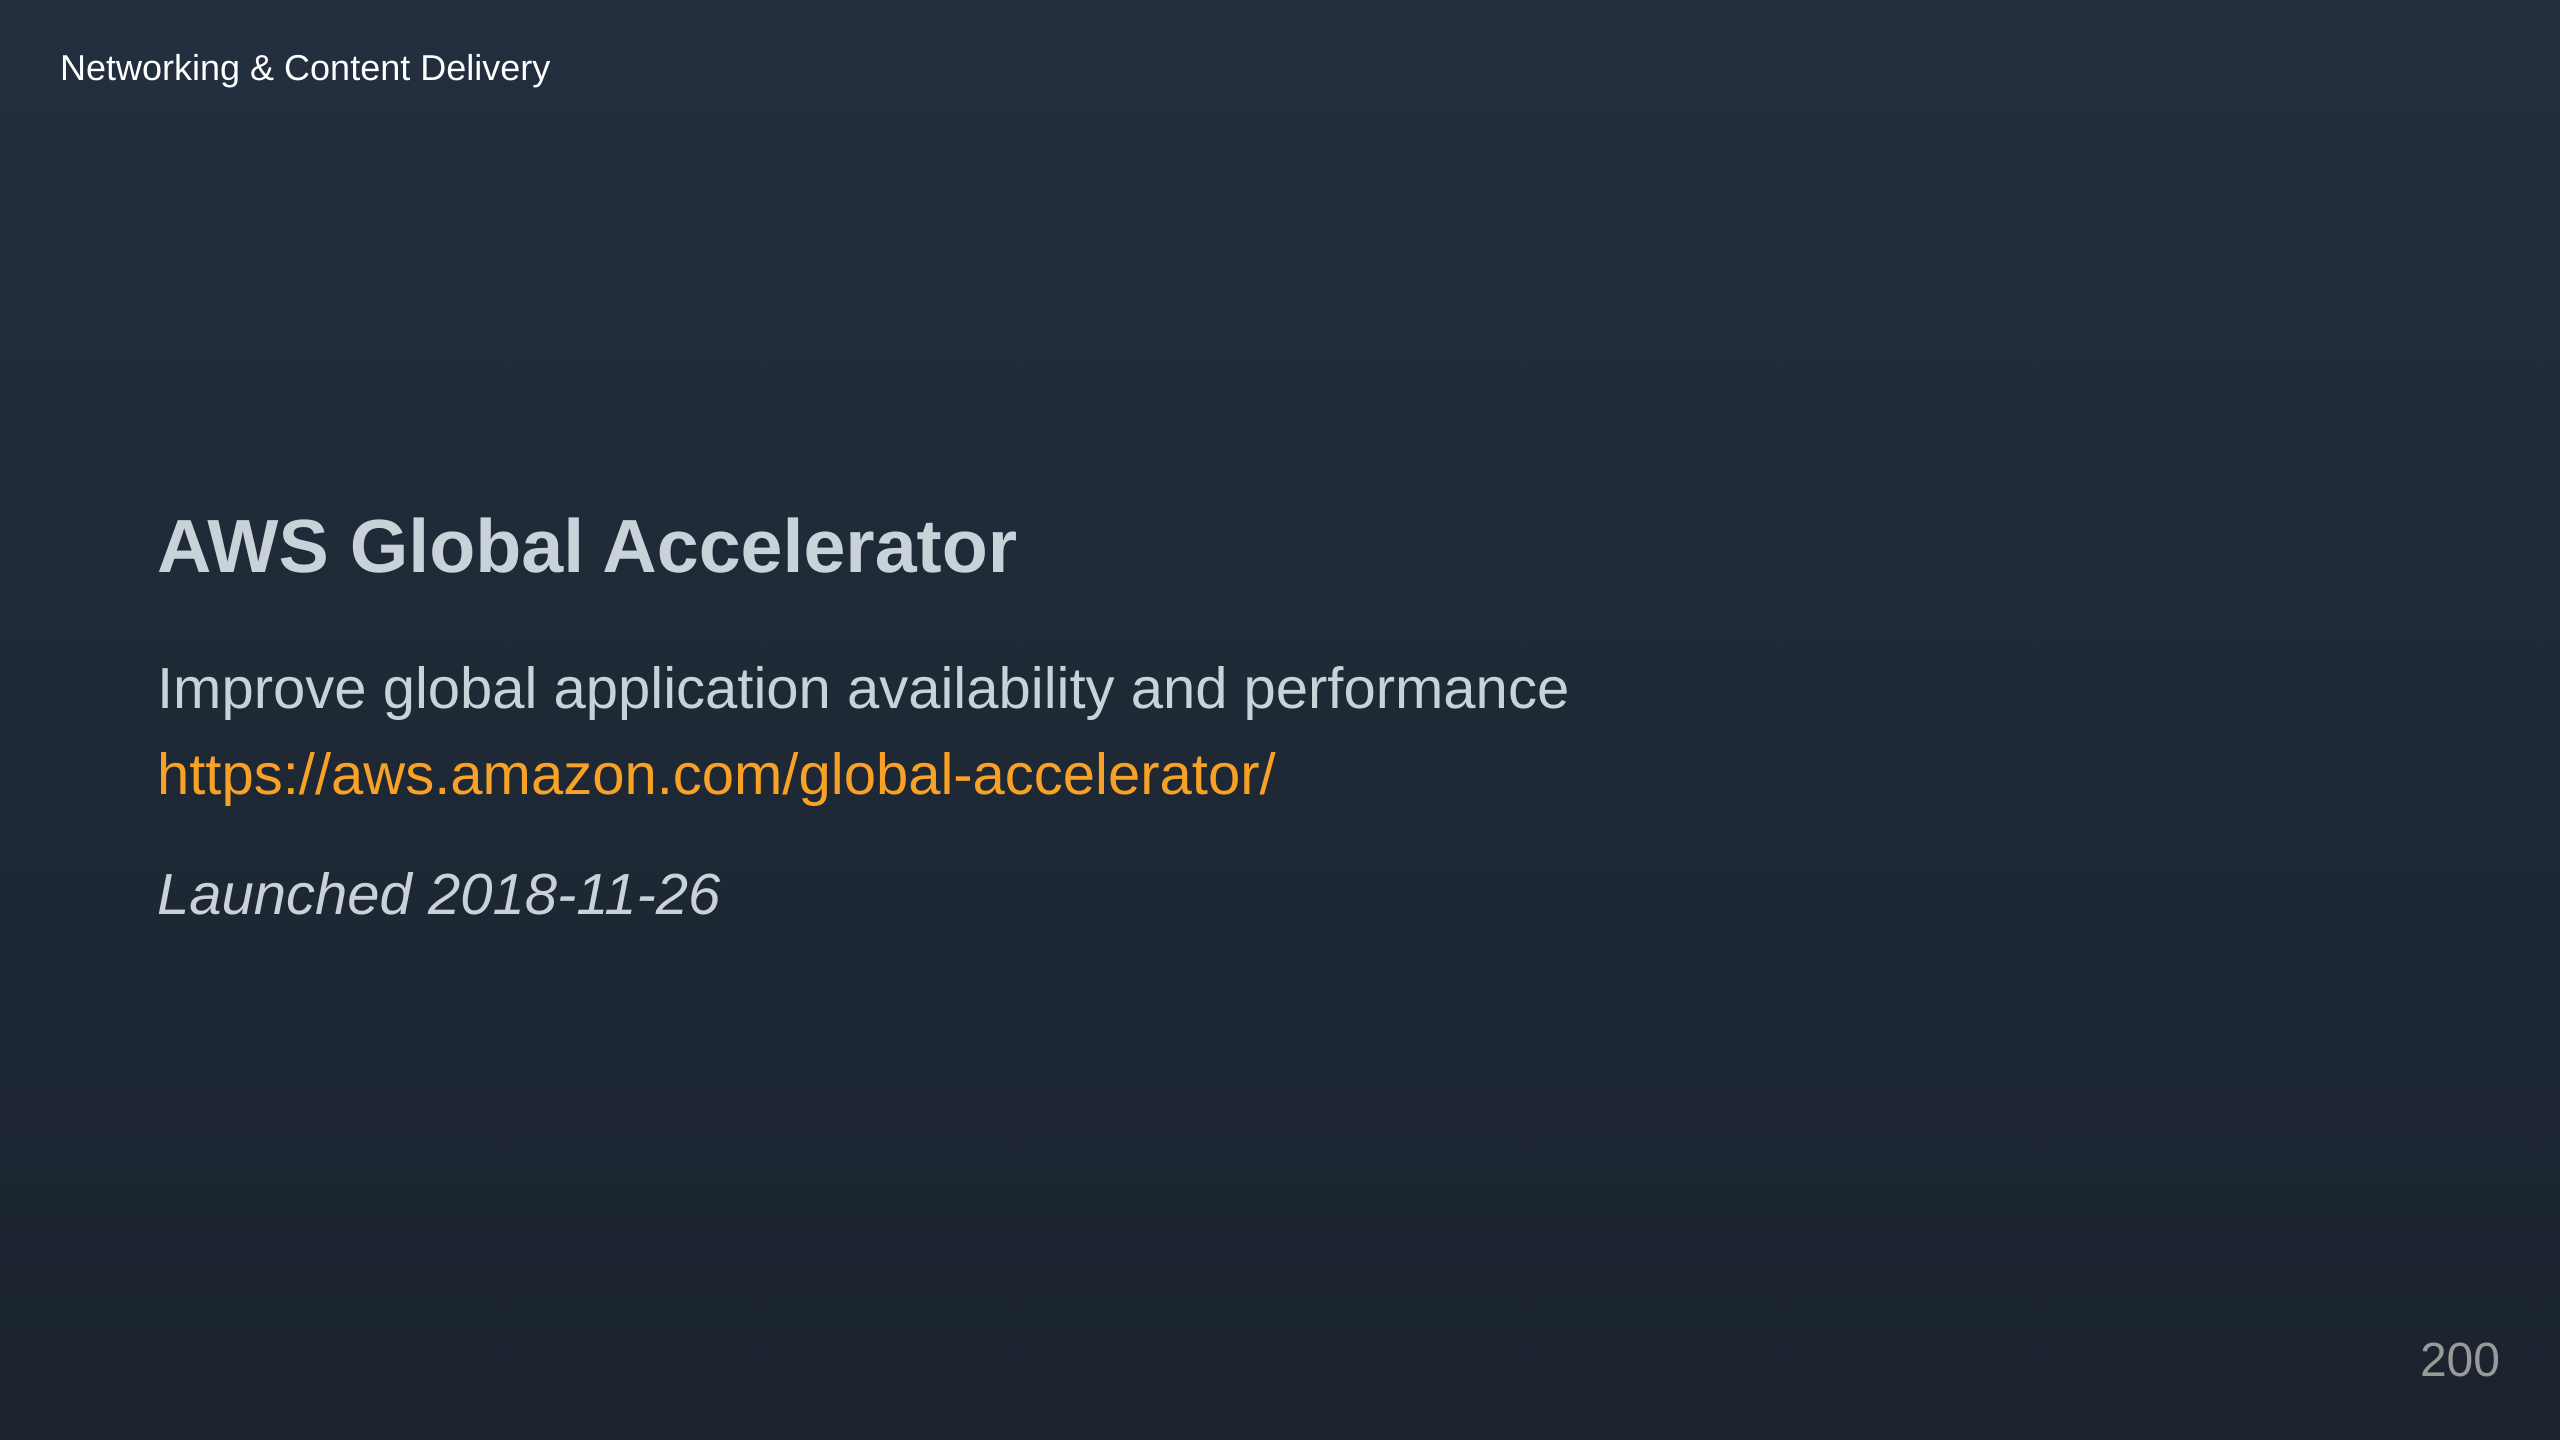 Networking & Content Delivery
AWS Global Accelerator
Improve global application availability and performance
https://aws.amazon.com/global-accelerator/
Launched 2018-11-26
200